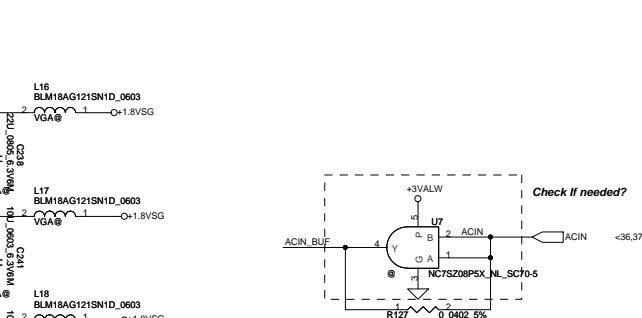 L16
BLM18AG121SN1D_0603
2 1 +1.8VSG
VGA@
22U_0805_6.3V6M
C238
@
L17
BLM18AG121SN1D_0603
2 1 +1.8VSG
VGA@
10U_0603_6.3V6M
C241
@
L18
BLM18AG121SN1D_0603
2 1 +1.8VSG
+3VALW
Check If needed?
5
U7
P B 2 ACIN
ACIN <36,37
ACIN_BUF 4 Y
G A 1
@ 3 NC7SZ08P5X_NL_SC70-5
1 2
R127 0_0402_5%